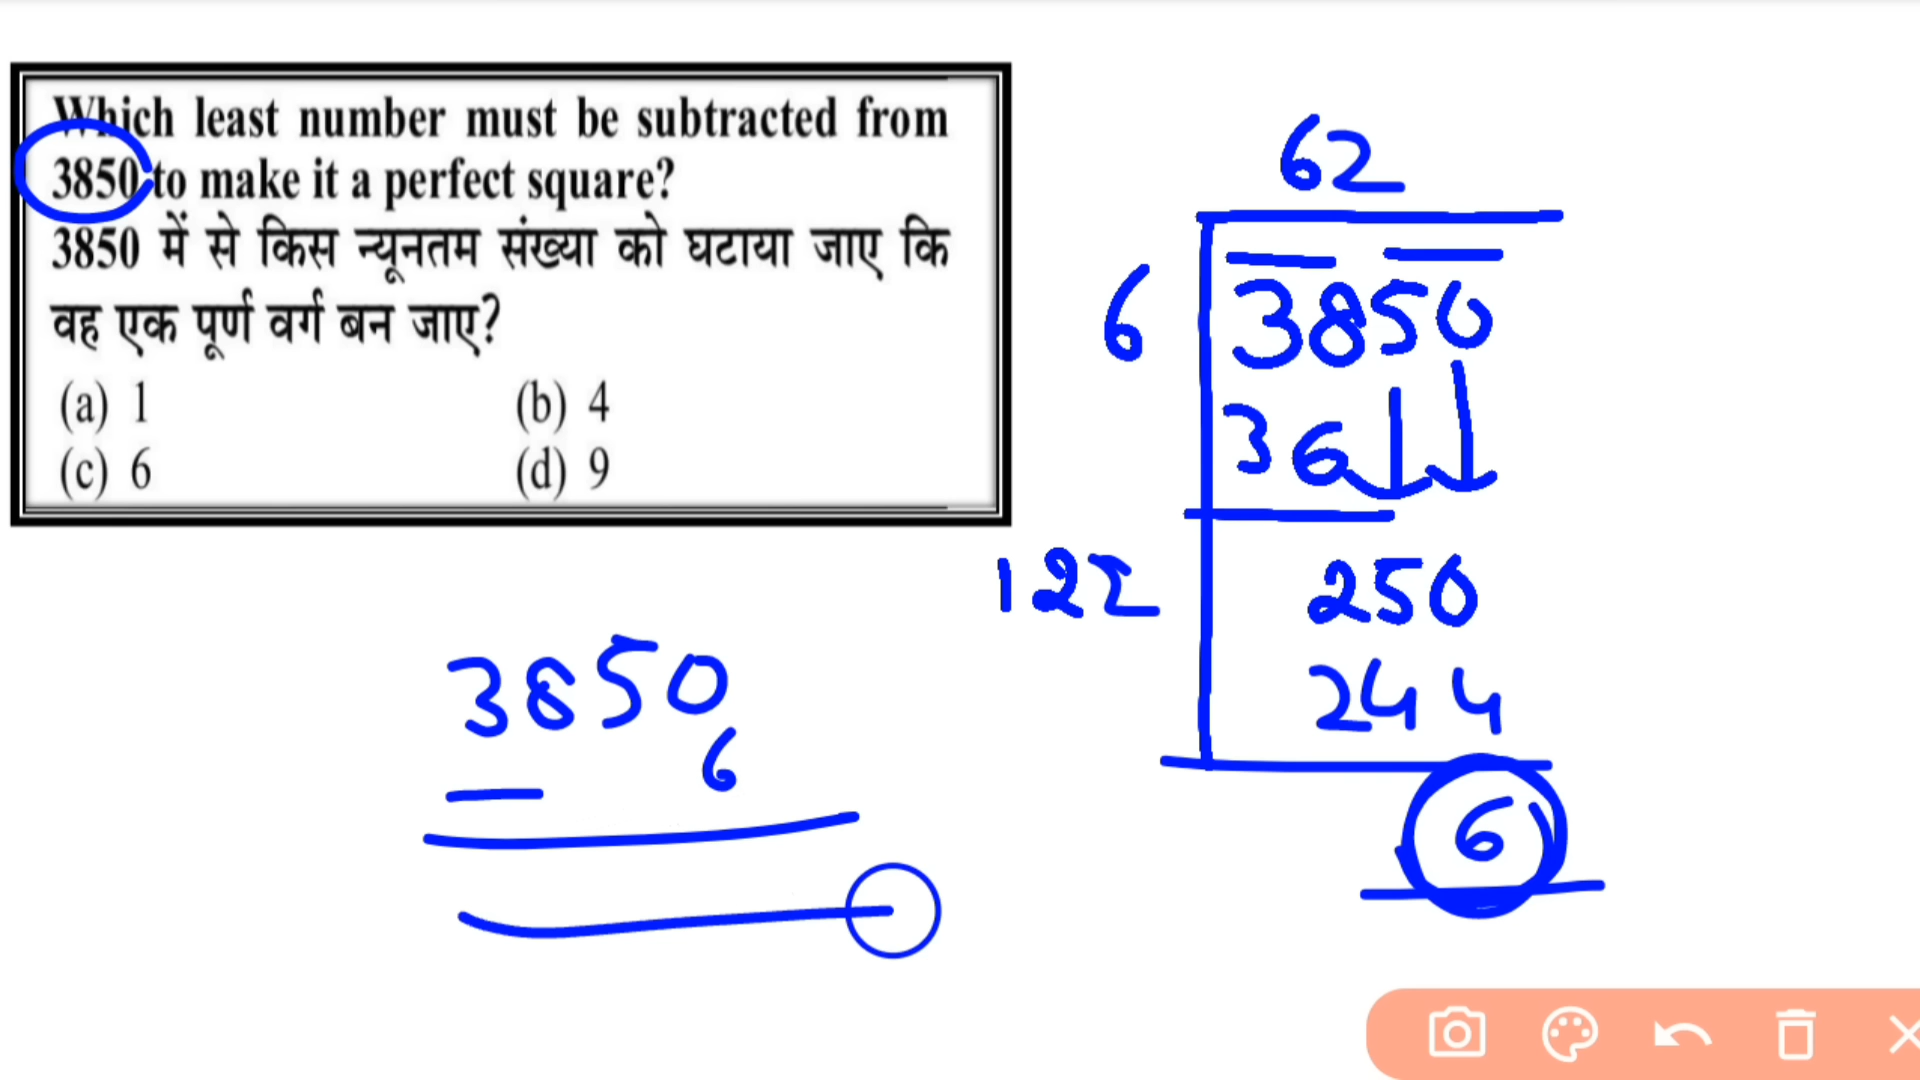 Which least number must be subtracted from
3850 to make it a perfect square?
3850 में से किस न्यूनतम संख्या को घटाया जाए कि
वह एक पूर्ण वर्ग बन जाए?
(a) 1 (b) 4
(c) 6 (d) 9
62
6 3850
36
122 250
244
6
3850
- 6